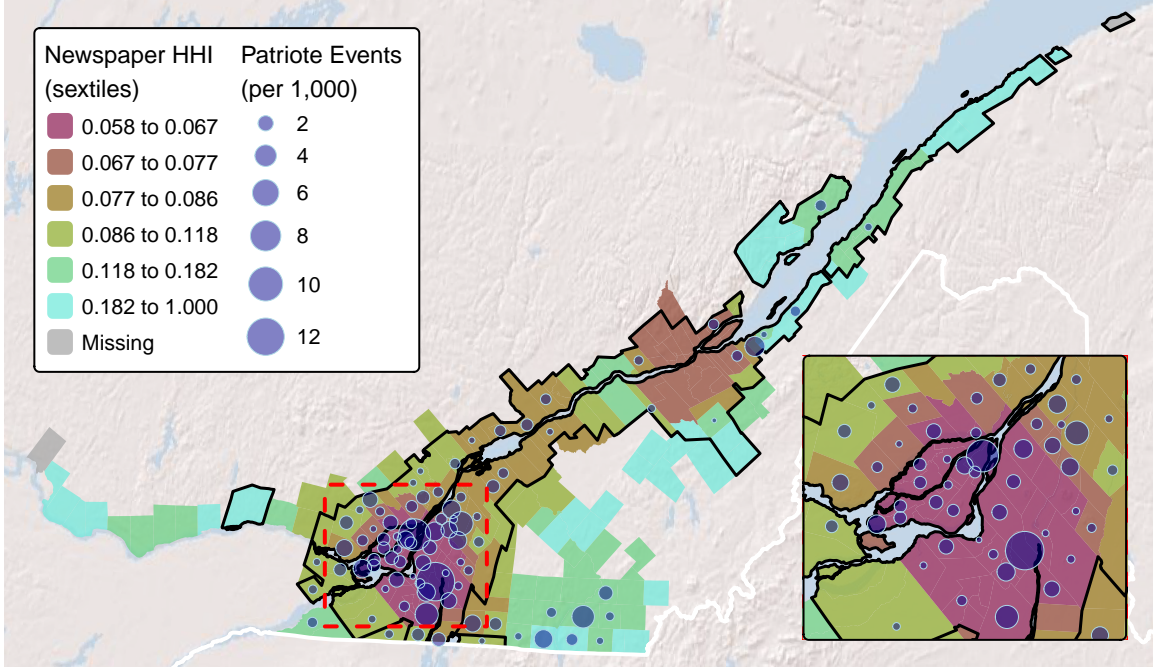 Newspaper HHI
(sextiles)
0.058 to 0.067
0.067 to 0.077
0.077 to 0.086
0.086 to 0.118
0.118 to 0.182
0.182 to 1.000
Missing
Patriote Events
(per 1,000)
2
4
6
8
10
12